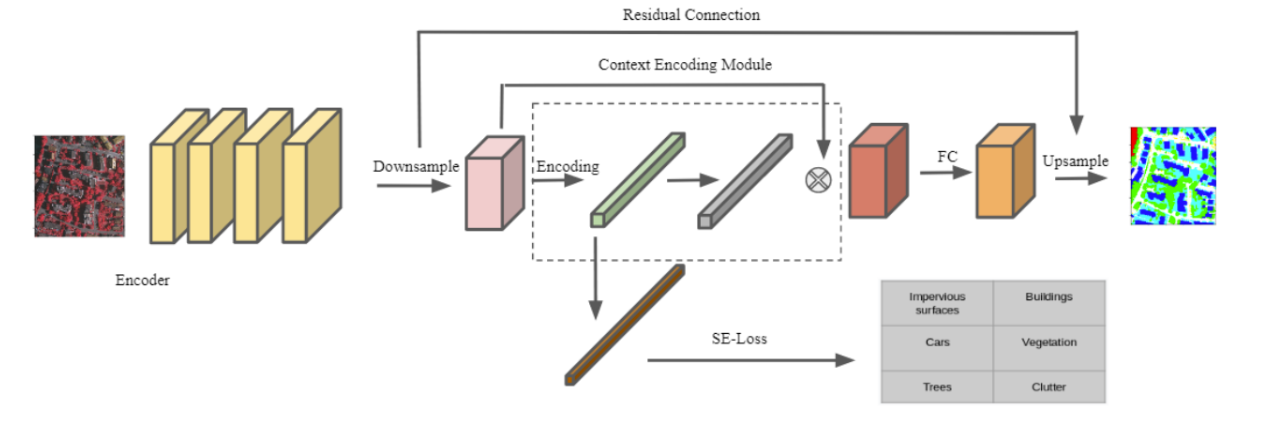 Residual Connection
Context Encoding Module
Downsample
Encoding
FC
Upsample
Encoder
SE-Loss
Impervious
surfaces
Buildings
Cars
Vegetation
Trees
Clutter